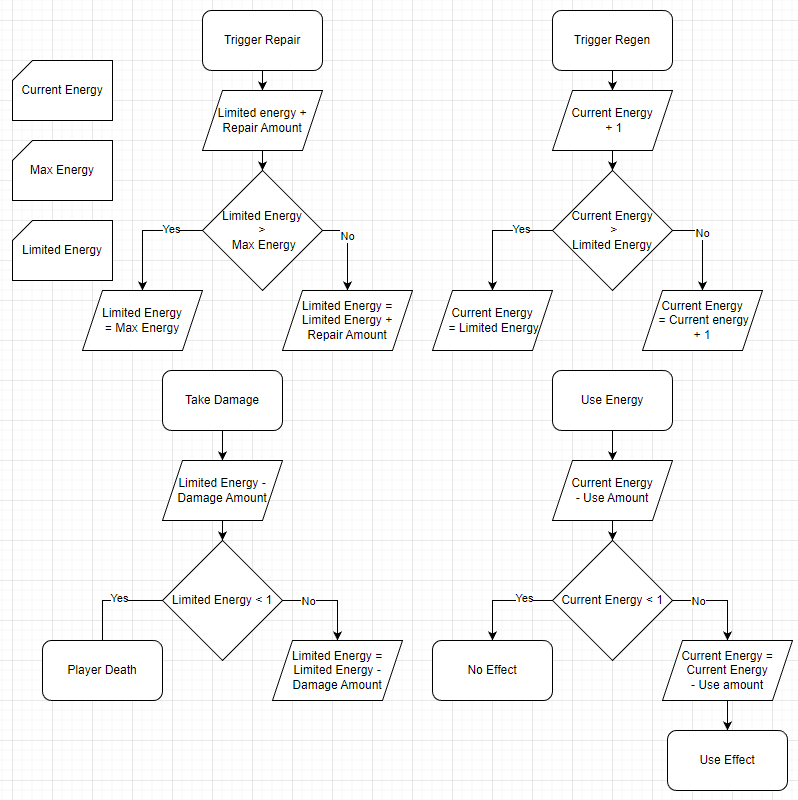 Current Energy
Max Energy
Limited Energy
Trigger Repair
Limited energy +
Repair Amount
Limited Energy
>
Max Energy
Yes
No
Limited Energy
= Max Energy
Limited Energy =
Limited Energy +
Repair Amount
Trigger Regen
Current Energy
+ 1
Current Energy
>
Limited Energy
Yes
No
Current Energy
= Limited Energy
Current Energy
= Current energy
+ 1
Take Damage
Limited Energy -
Damage Amount
Limited Energy < 1
Yes
No
Player Death
Limited Energy =
Limited Energy -
Damage Amount
Use Energy
Current Energy
- Use Amount
Current Energy < 1
Yes
No
No Effect
Current Energy =
Current Energy
- Use amount
Use Effect